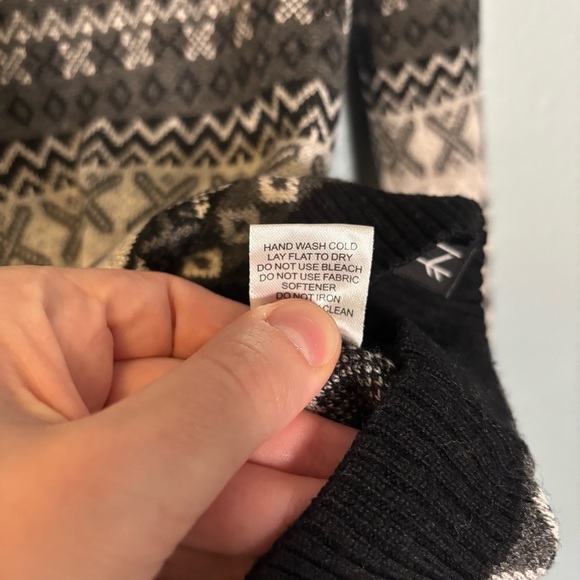 HAND WASH COLD
LAY FLAT TO DRY
DO NOT USE BLEACH
DO NOT USE FABRIC
SOFTENER
DO NOT IRON
CLEAN